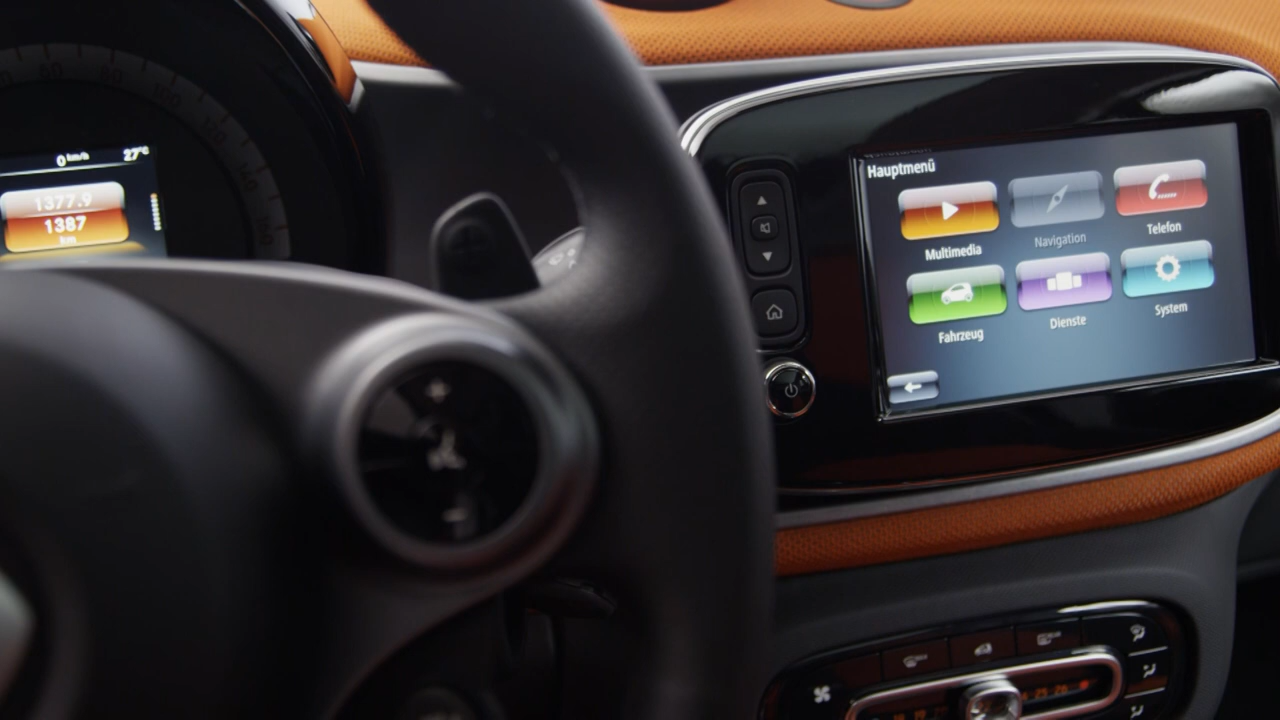 0 km/h 27°C
1377.9
1387
km
Hauptmenü
Multimedia
Navigation
Telefon
Fahrzeug
Dienste
System